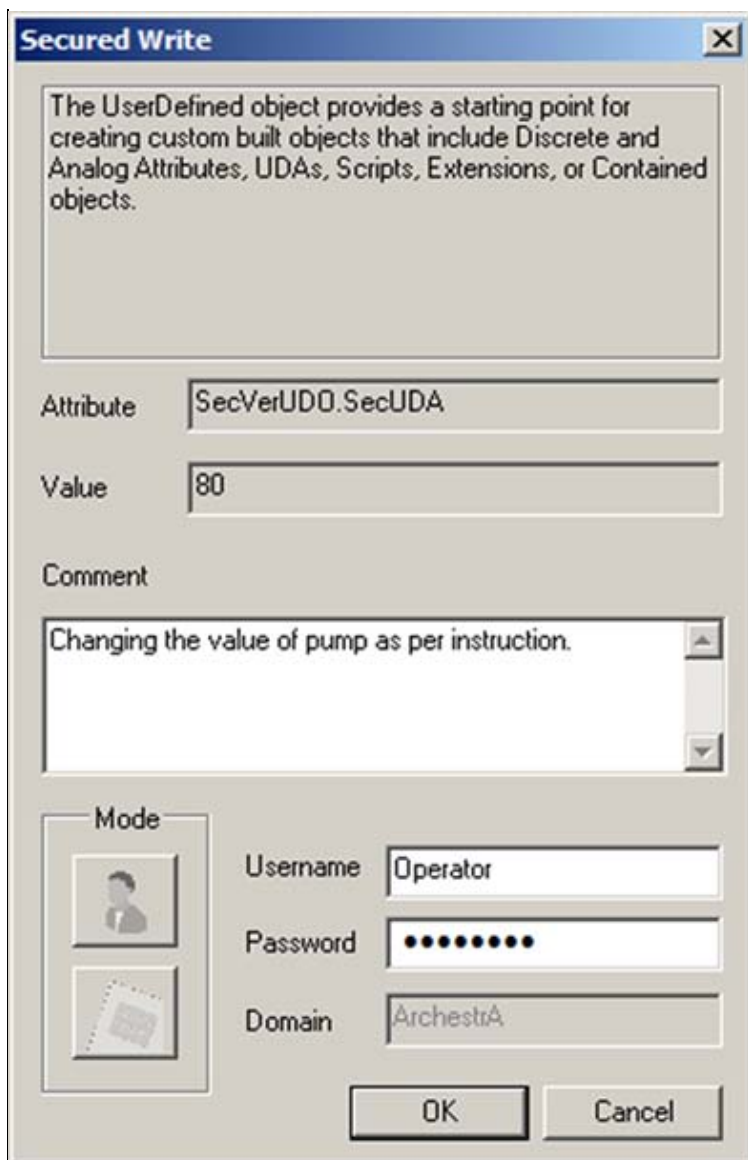 Secured Write
The UserDefined object provides a starting point for
creating custom built objects that include Discrete and
Analog Attributes, UDAs, Scripts, Extensions, or Contained
objects.
Attribute SecVerUDO.SecUDA
Value 80
Comment
Changing the value of pump as per instruction.
Mode
Username Operator
Password ••••••••
Domain ArchestrA
OK Cancel